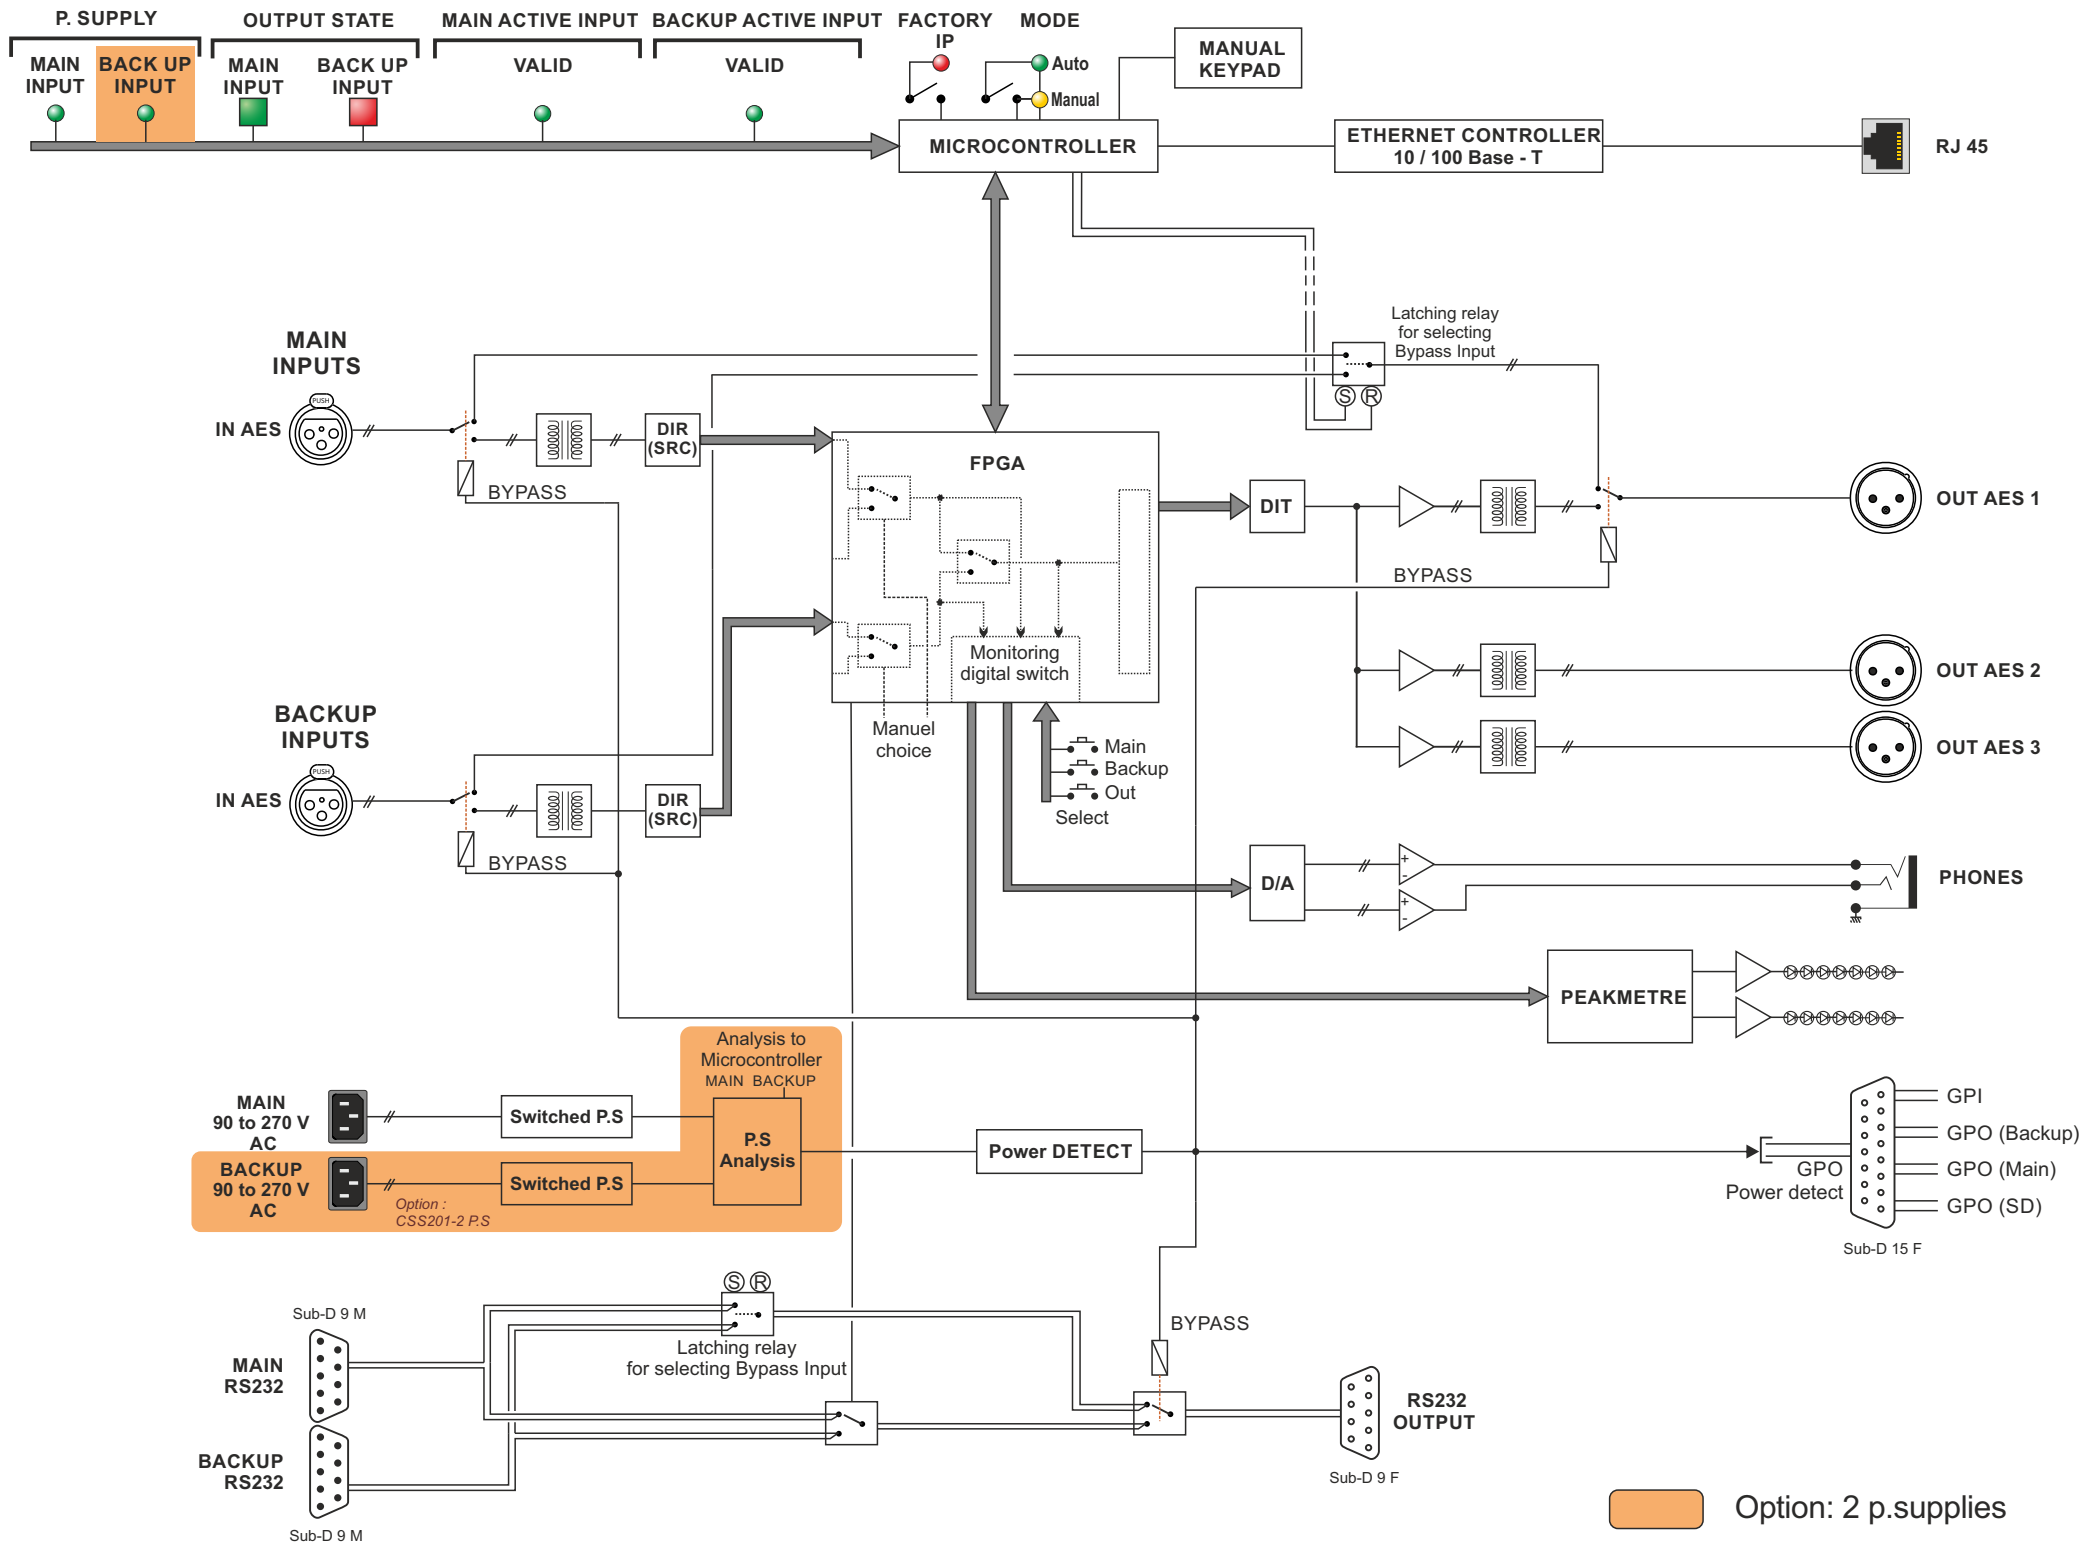 P. SUPPLY
OUTPUT STATE
MAIN ACTIVE INPUT
BACKUP ACTIVE INPUT
FACTORY
IP
MODE
MAIN
INPUT
BACK UP
INPUT
MAIN
INPUT
BACK UP
INPUT
VALID
VALID
Auto
Manual
MANUAL
KEYPAD
MICROCONTROLLER
ETHERNET CONTROLLER
10 / 100 Base - T
RJ 45
Latching relay
for selecting
Bypass Input
S R
MAIN
INPUTS
PUSH
IN AES
DIR
(SRC)
BYPASS
FPGA
DIT
OUT AES 1
BYPASS
Monitoring
digital switch
OUT AES 2
BACKUP
INPUTS
Manuel
choice
Main
Backup
Out
Select
OUT AES 3
PUSH
IN AES
DIR
(SRC)
BYPASS
D/A
+
-
+
-
PHONES
PEAKMETRE
Analysis to
Microcontroller
MAIN BACKUP
MAIN
90 to 270 V
AC
Switched P.S
P.S
Analysis
Power DETECT
BACKUP
90 to 270 V
AC
Option :
CSS201-2 P.S
Switched P.S
GPO
Power detect
GPI
GPO (Backup)
GPO (Main)
GPO (SD)
Sub-D 15 F
S R
Latching relay
for selecting Bypass Input
Sub-D 9 M
MAIN
RS232
BYPASS
RS232
OUTPUT
BACKUP
RS232
Sub-D 9 F
Sub-D 9 M
Option: 2 p.supplies